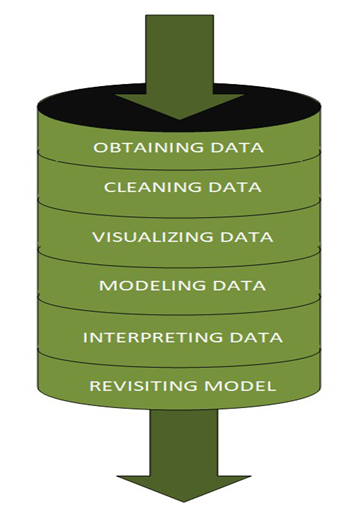 OBTAINING DATA
CLEANING DATA
VISUALIZING DATA
MODELING DATA
INTERPRETING DATA
REVISITING MODEL